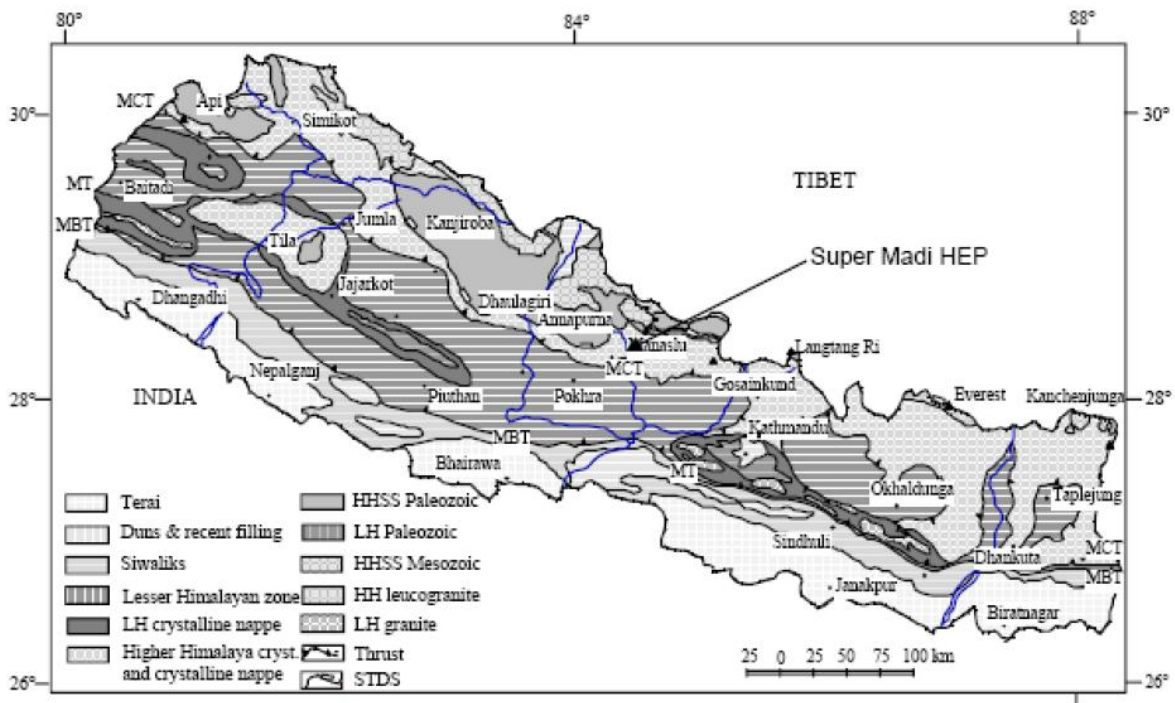 80°
84°
88°
30°
30°
MCT
Api
Simikot
TIBET
MT
Baitadi
MBT
Jumla
Kanjiroba
Tila
Super Madi HEP
Jajarkot
Dhangadhi
Dhaulagiri
Annapurna
Manaslu
MCT
Langtang Ri
Nepalganj
Gosainkund
Everest
Kanchenjunga
28°
INDIA
Piuthan
Pokhra
28°
MBT
Kathmandu
Bhairawa
MT
Okhaldunga
Taplejung
Sindhuli
Dhankuta
MCT
MBT
Janakpur
Biratnagar
Terai
HHSS Paleozoic
Duns & recent filling
LH Paleozoic
Siwaliks
HHSS Mesozoic
Lesser Himalayan zone
HH leucogranite
LH crystalline nappe
LH granite
Higher Himalaya cryst.
and crystalline nappe
Thrust
STDS
25 0 25 50 75 100 km
26°
26°